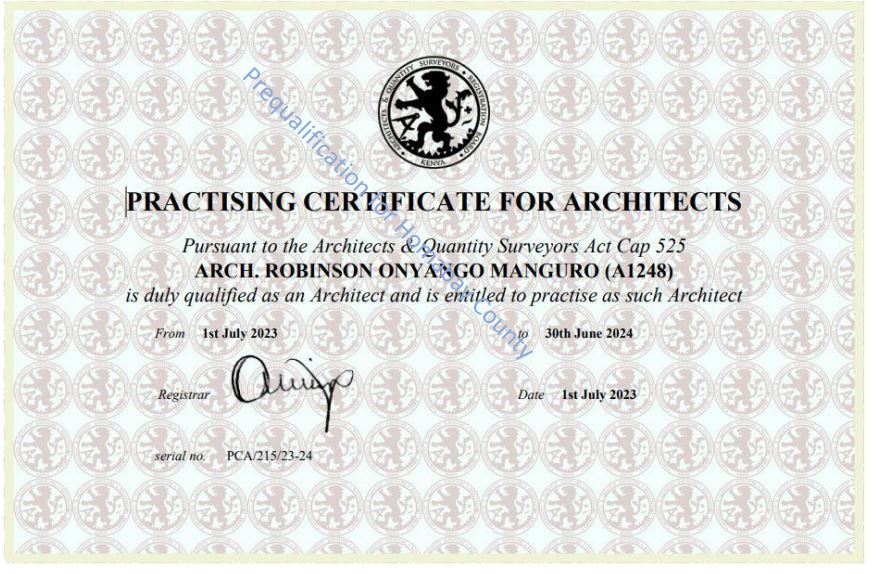 ARCHITECTS & QUANTITY SURVEYORS • REGISTRATION BOARD •
KENYA
A
Prequalification for Homabay County
PRACTISING CERTIFICATE FOR ARCHITECTS
Pursuant to the Architects & Quantity Surveyors Act Cap 525
ARCH. ROBINSON ONYANGO MANGURO (A1248)
is duly qualified as an Architect and is entitled to practise as such Architect
From 1st July 2023 to 30th June 2024
Registrar Date 1st July 2023
serial no. PCA/215/23-24